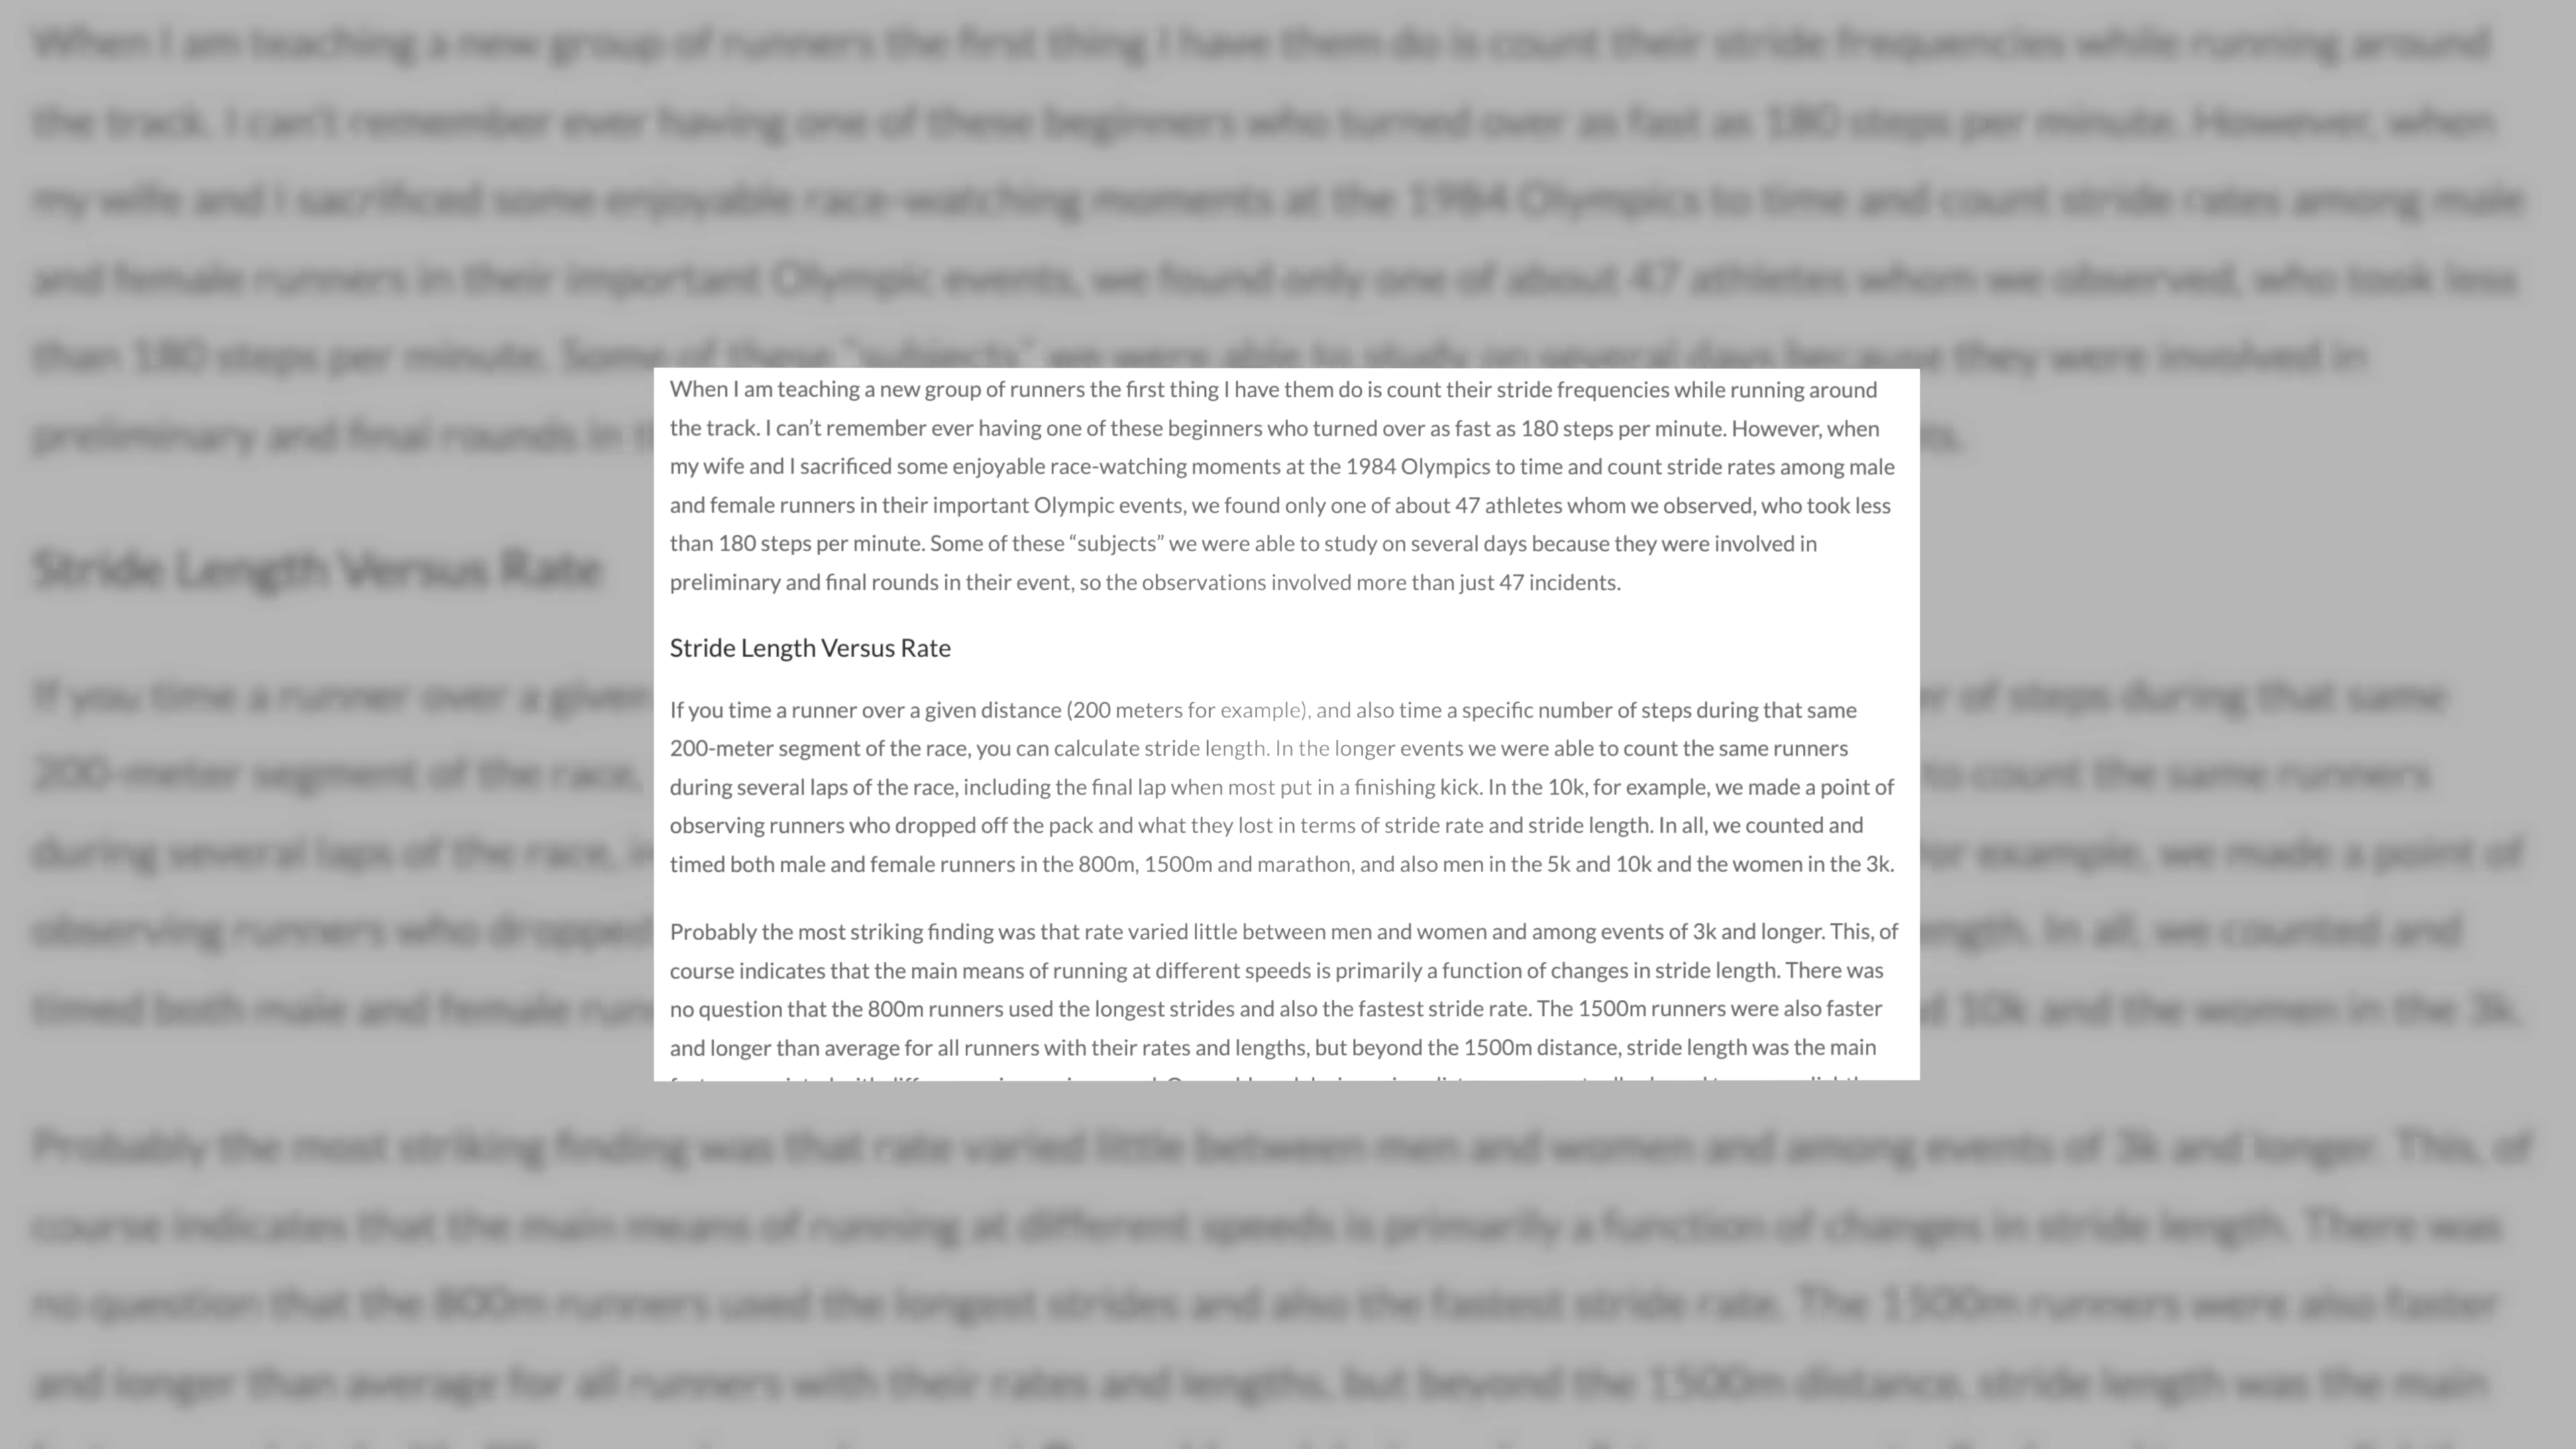 When I am teaching a new group of runners the first thing I have them do is count their stride frequencies while running around
the track. I can’t remember ever having one of these beginners who turned over as fast as 180 steps per minute. However, when
my wife and I sacrificed some enjoyable race-watching moments at the 1984 Olympics to time and count stride rates among male
and female runners in their important Olympic events, we found only one of about 47 athletes whom we observed, who took less
than 180 steps per minute. Some of these “subjects” we were able to study on several days because they were involved in
preliminary and final rounds in their event, so the observations involved more than just 47 incidents.
Stride Length Versus Rate
If you time a runner over a given distance (200 meters for example), and also time a specific number of steps during that same
200-meter segment of the race, you can calculate stride length. In the longer events we were able to count the same runners
during several laps of the race, including the final lap when most put in a finishing kick. In the 10k, for example, we made a point of
observing runners who dropped off the pack and what they lost in terms of stride rate and stride length. In all, we counted and
timed both male and female runners in the 800m, 1500m and marathon, and also men in the 5k and 10k and the women in the 3k.
Probably the most striking finding was that rate varied little between men and women and among events of 3k and longer. This, of
course indicates that the main means of running at different speeds is primarily a function of changes in stride length. There was
no question that the 800m runners used the longest strides and also the fastest stride rate. The 1500m runners were also faster
and longer than average for all runners with their rates and lengths, but beyond the 1500m distance, stride length was the main